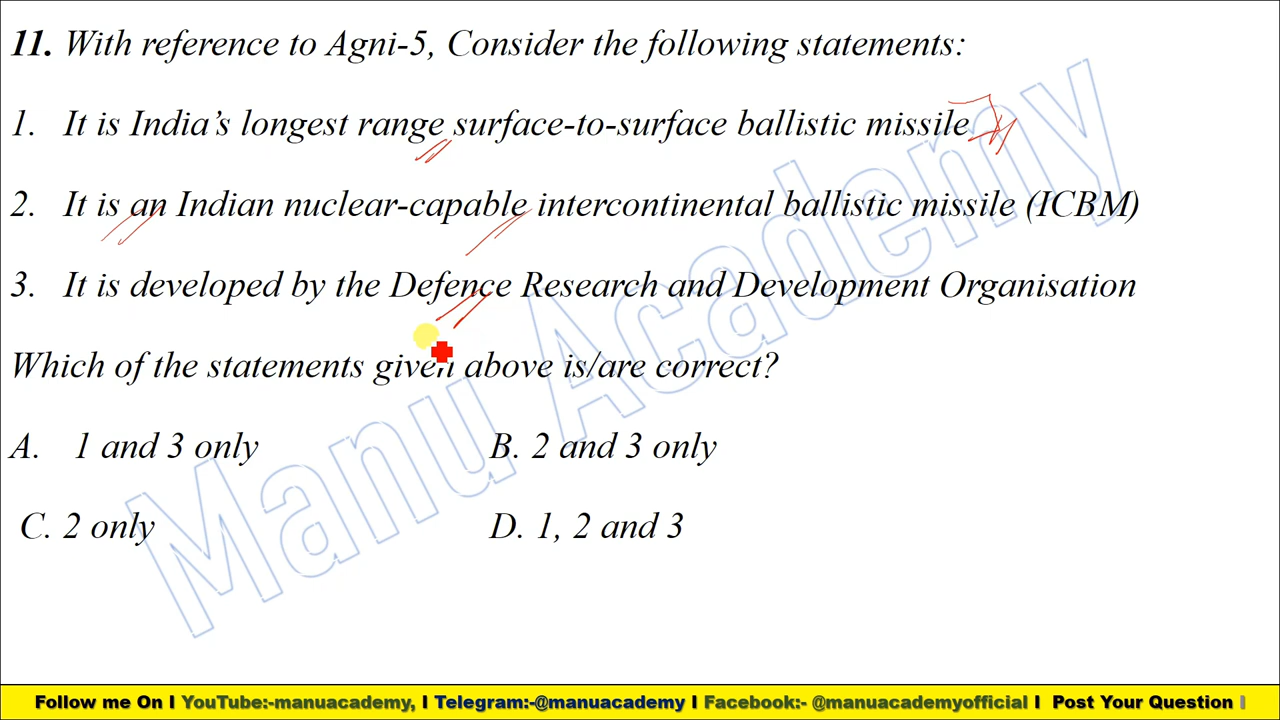 11. With reference to Agni-5, Consider the following statements:
1. It is India's longest range surface-to-surface ballistic missile
2. It is an Indian nuclear-capable intercontinental ballistic missile (ICBM)
3. It is developed by the Defence Research and Development Organisation
Which of the statements given above is/are correct?
A. 1 and 3 only B. 2 and 3 only
C. 2 only D. 1, 2 and 3
Manu Academy
Follow me On I YouTube:-manuacademy, I Telegram:-@manuacademy I Facebook:- @manuacademyofficial I Post Your Question I